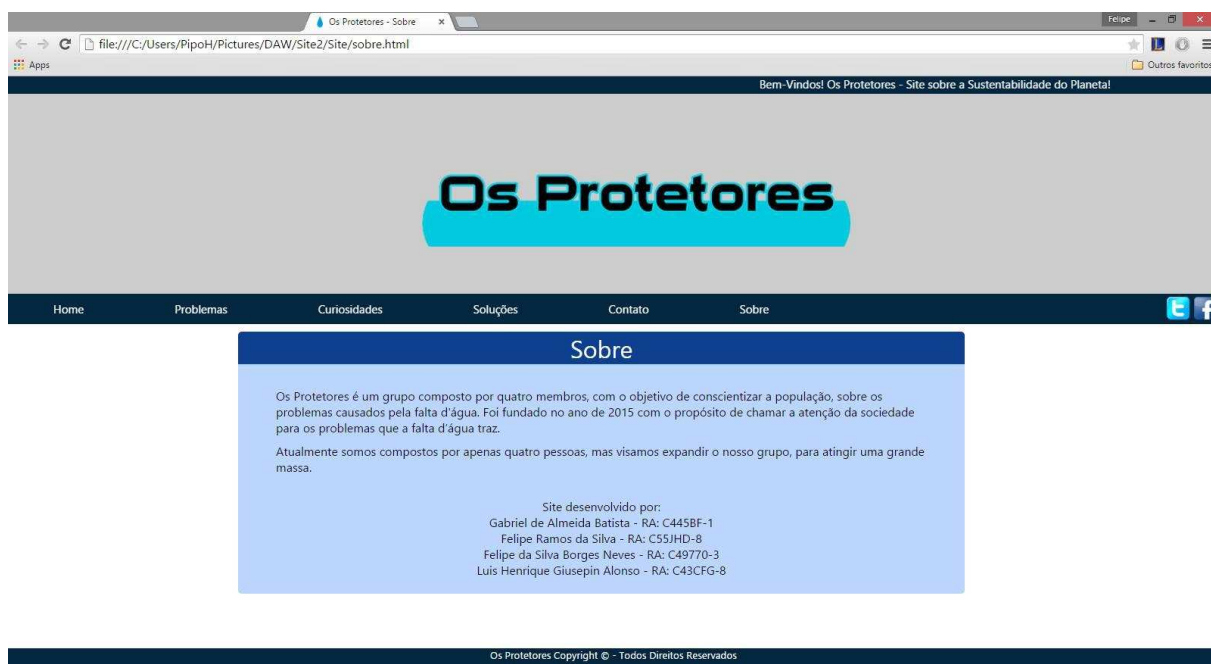 Os Protetores - Sobre
Felipe
file:///C:/Users/PipoH/Pictures/DAW/Site2/Site/sobre.html
Apps
Outros favoritos
Bem-Vindos! Os Protetores - Site sobre a Sustentabilidade do Planeta!
Os Protetores
Home Problemas Curiosidades Soluções Contato Sobre
Sobre
Os Protetores é um grupo composto por quatro membros, com o objetivo de conscientizar a população, sobre os
problemas causados pela falta d'água. Foi fundado no ano de 2015 com o propósito de chamar a atenção da sociedade
para os problemas que a falta d'água traz.
Atualmente somos compostos por apenas quatro pessoas, mas visamos expandir o nosso grupo, para atingir uma grande
massa.
Site desenvolvido por:
Gabriel de Almeida Batista - RA: C445BF-1
Felipe Ramos da Silva - RA: C55JHD-8
Felipe da Silva Borges Neves - RA: C49770-3
Luis Henrique Giusepin Alonso - RA: C43CFG-8
Os Protetores Copyright © - Todos Direitos Reservados